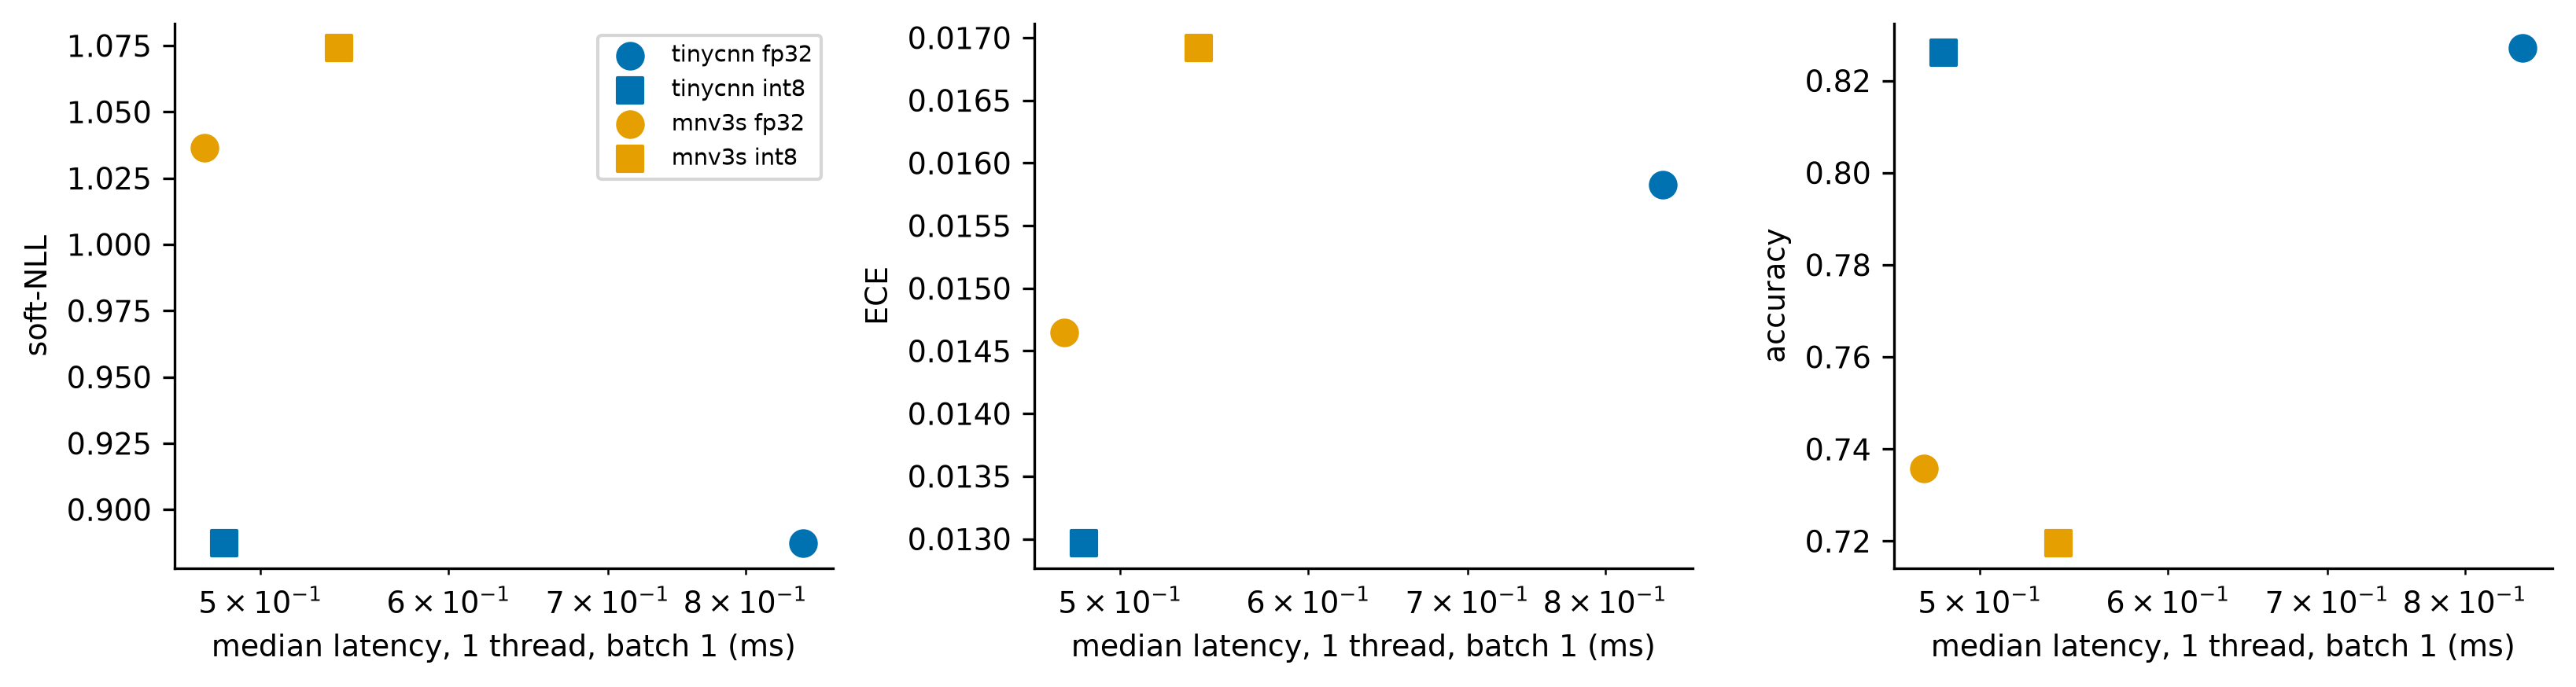 soft-NLL
1.075
1.050
1.025
1.000
0.975
0.950
0.925
0.900
tinycnn fp32
tinycnn int8
mnv3s fp32
mnv3s int8
5 × 10⁻¹ 6 × 10⁻¹ 7 × 10⁻¹ 8 × 10⁻¹
median latency, 1 thread, batch 1 (ms)
ECE
0.0170
0.0165
0.0160
0.0155
0.0150
0.0145
0.0140
0.0135
0.0130
5 × 10⁻¹ 6 × 10⁻¹ 7 × 10⁻¹ 8 × 10⁻¹
median latency, 1 thread, batch 1 (ms)
accuracy
0.82
0.80
0.78
0.76
0.74
0.72
5 × 10⁻¹ 6 × 10⁻¹ 7 × 10⁻¹ 8 × 10⁻¹
median latency, 1 thread, batch 1 (ms)